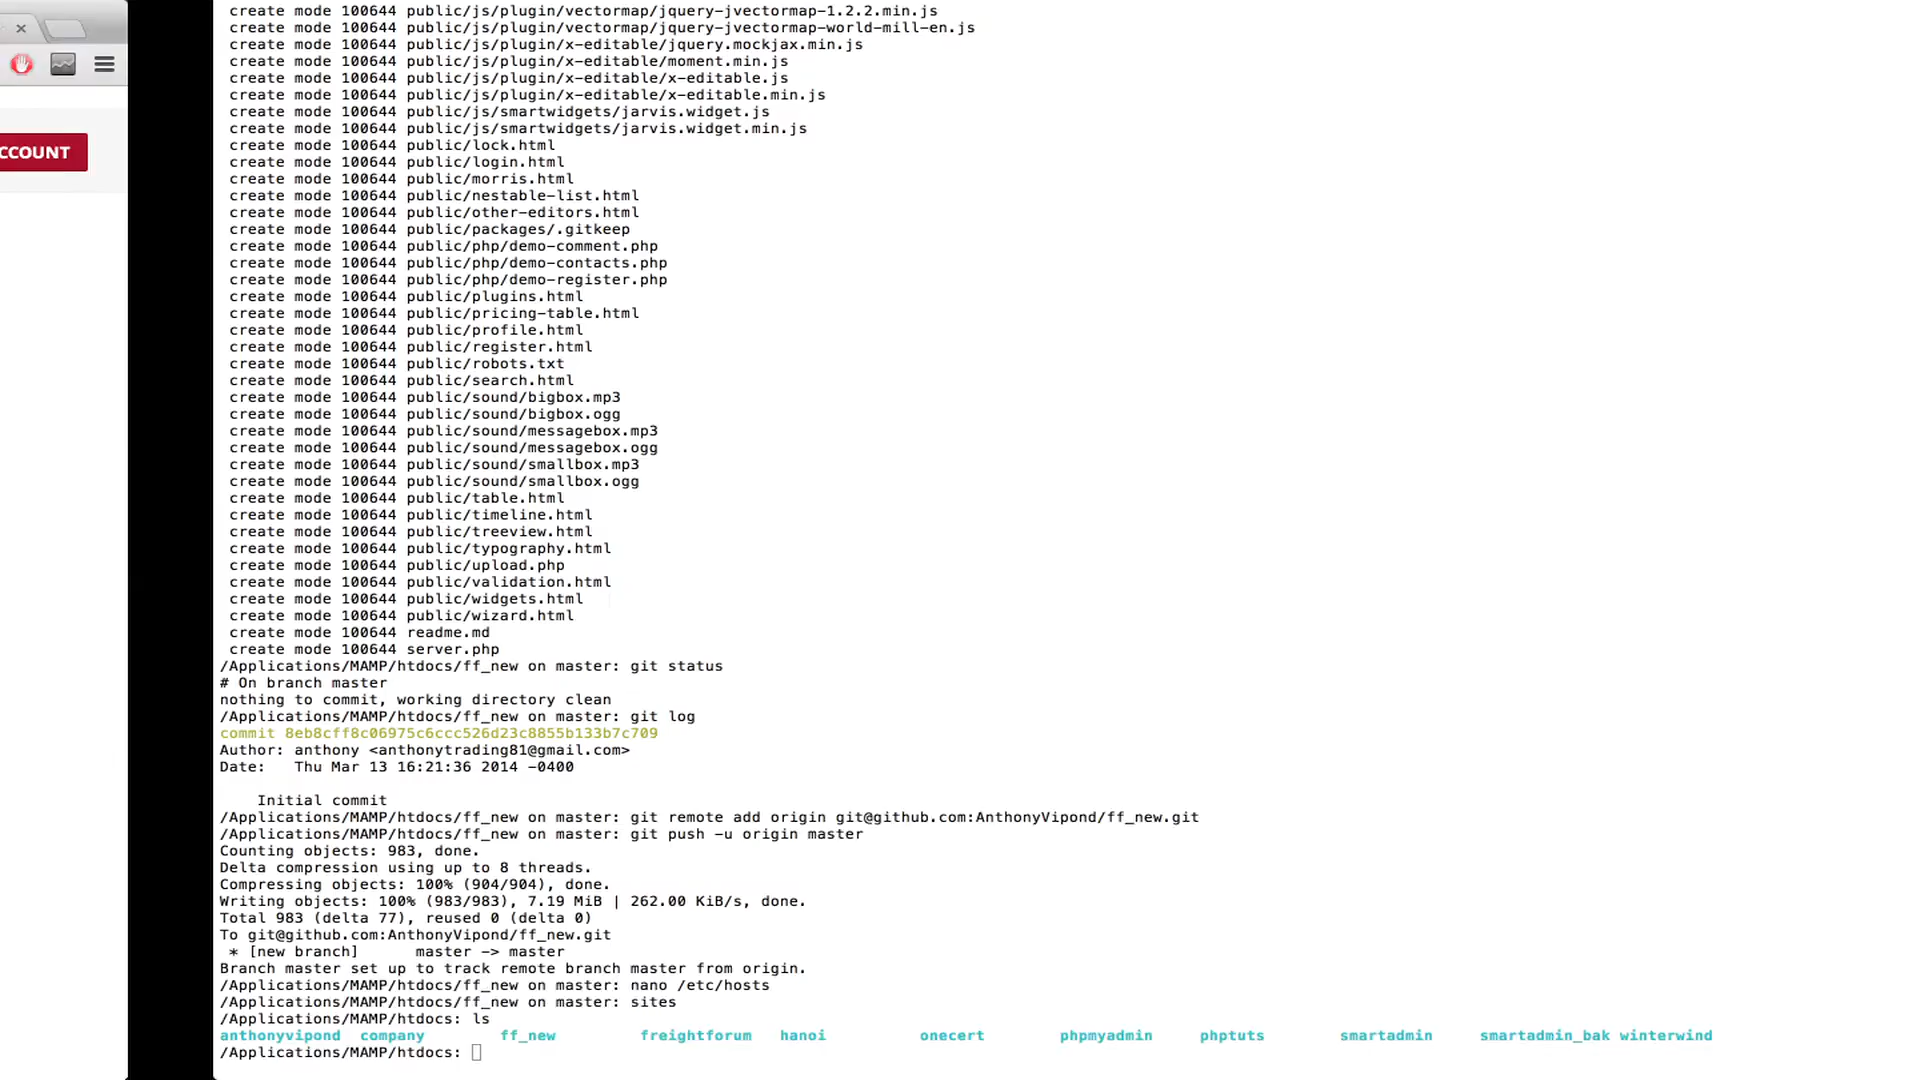 create mode 100644 public/js/plugin/vectormap/jquery-jvectormap-1.2.2.min.js
create mode 100644 public/js/plugin/vectormap/jquery-jvectormap-world-mill-en.js
create mode 100644 public/js/plugin/x-editable/jquery.mockjax.min.js
create mode 100644 public/js/plugin/x-editable/moment.min.js
create mode 100644 public/js/plugin/x-editable/x-editable.js
create mode 100644 public/js/plugin/x-editable/x-editable.min.js
create mode 100644 public/js/smartwidgets/jarvis.widget.js
create mode 100644 public/js/smartwidgets/jarvis.widget.min.js
create mode 100644 public/lock.html
CCOUNT
create mode 100644 public/login.html
create mode 100644 public/morris.html
create mode 100644 public/nestable-list.html
create mode 100644 public/other-editors.html
create mode 100644 public/packages/.gitkeep
create mode 100644 public/php/demo-comment.php
create mode 100644 public/php/demo-contacts.php
create mode 100644 public/php/demo-register.php
create mode 100644 public/plugins.html
create mode 100644 public/pricing-table.html
create mode 100644 public/profile.html
create mode 100644 public/register.html
create mode 100644 public/robots.txt
create mode 100644 public/search.html
create mode 100644 public/sound/bigbox.mp3
create mode 100644 public/sound/bigbox.ogg
create mode 100644 public/sound/messagebox.mp3
create mode 100644 public/sound/messagebox.ogg
create mode 100644 public/sound/smallbox.mp3
create mode 100644 public/sound/smallbox.ogg
create mode 100644 public/table.html
create mode 100644 public/timeline.html
create mode 100644 public/treeview.html
create mode 100644 public/typography.html
create mode 100644 public/upload.php
create mode 100644 public/validation.html
create mode 100644 public/widgets.html
create mode 100644 public/wizard.html
create mode 100644 readme.md
create mode 100644 server.php
/Applications/MAMP/htdocs/ff_new on master: git status
# On branch master
nothing to commit, working directory clean
/Applications/MAMP/htdocs/ff_new on master: git log
commit 8eb8cff8c06975c6ccc526d23c8855b133b7c709
Author: anthony <anthonytrading81@gmail.com>
Date:   Thu Mar 13 16:21:36 2014 -0400
Initial commit
/Applications/MAMP/htdocs/ff_new on master: git remote add origin git@github.com:AnthonyVipond/ff_new.git
/Applications/MAMP/htdocs/ff_new on master: git push -u origin master
Counting objects: 983, done.
Delta compression using up to 8 threads.
Compressing objects: 100% (904/904), done.
Writing objects: 100% (983/983), 7.19 MiB | 262.00 KiB/s, done.
Total 983 (delta 77), reused 0 (delta 0)
To git@github.com:AnthonyVipond/ff_new.git
* [new branch]      master -> master
Branch master set up to track remote branch master from origin.
/Applications/MAMP/htdocs/ff_new on master: nano /etc/hosts
/Applications/MAMP/htdocs/ff_new on master: sites
/Applications/MAMP/htdocs: ls
anthonyvipond  company        ff_new         freightforum   hanoi          onecert        phpmyadmin     phptuts        smartadmin     smartadmin_bak winterwind
/Applications/MAMP/htdocs: